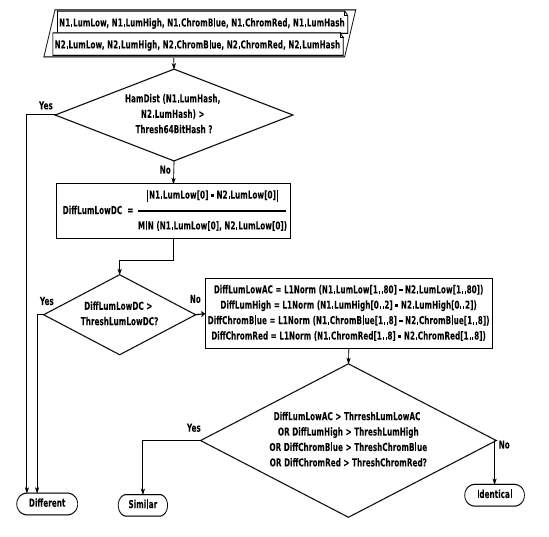 N1.LumLow, N1.LumHigh, N1.ChromBlue, N1.ChromRed, N1.LumHash
N2.LumLow, N2.LumHigh, N2.ChromBlue, N2.ChromRed, N2.LumHash
HamDist (N1.LumHash,
N2.LumHash) >
Thresh64BitHash ?
Yes
No
|N1.LumLow[0] - N2.LumLow[0]|
DiffLumLowDC =
MIN (N1.LumLow[0], N2.LumLow[0])
DiffLumLowDC >
ThreshLumLowDC?
Yes
No
DiffLumLowAC = L1Norm (N1.LumLow[1..80] - N2.LumLow[1..80])
DiffLumHigh = L1Norm (N1.LumHigh[0..2] - N2.LumHigh[0..2])
DiffChromBlue = L1Norm (N1.ChromBlue[1..8] - N2.ChromBlue[1..8])
DiffChromRed = L1Norm (N1.ChromRed[1..8] - N2.ChromRed[1..8])
DiffLumLowAC > ThrreshLumLowAC
OR DiffLumHigh > ThreshLumHigh
OR DiffChromBlue > ThreshChromBlue
OR DiffChromRed > ThreshChromRed?
Yes
No
Different
Similar
Identical